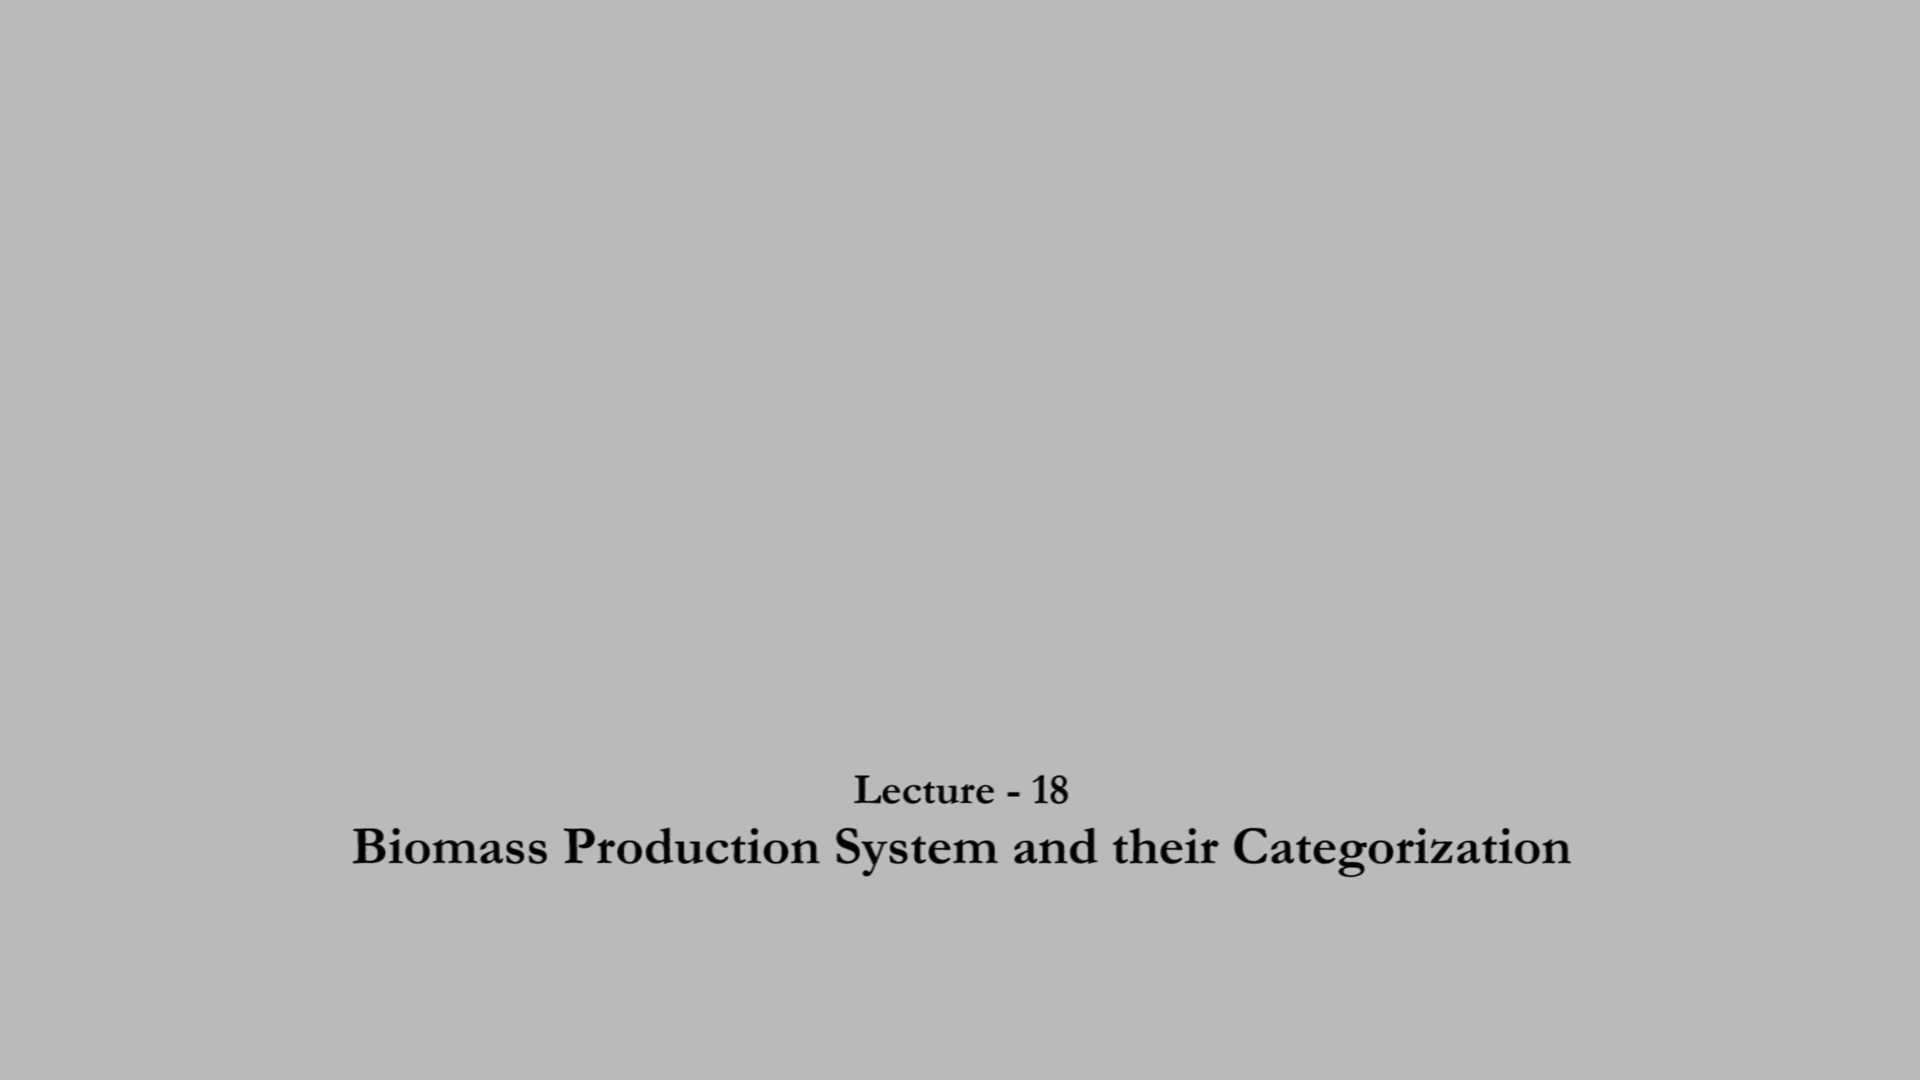 Lecture - 18
Biomass Production System and their Categorization